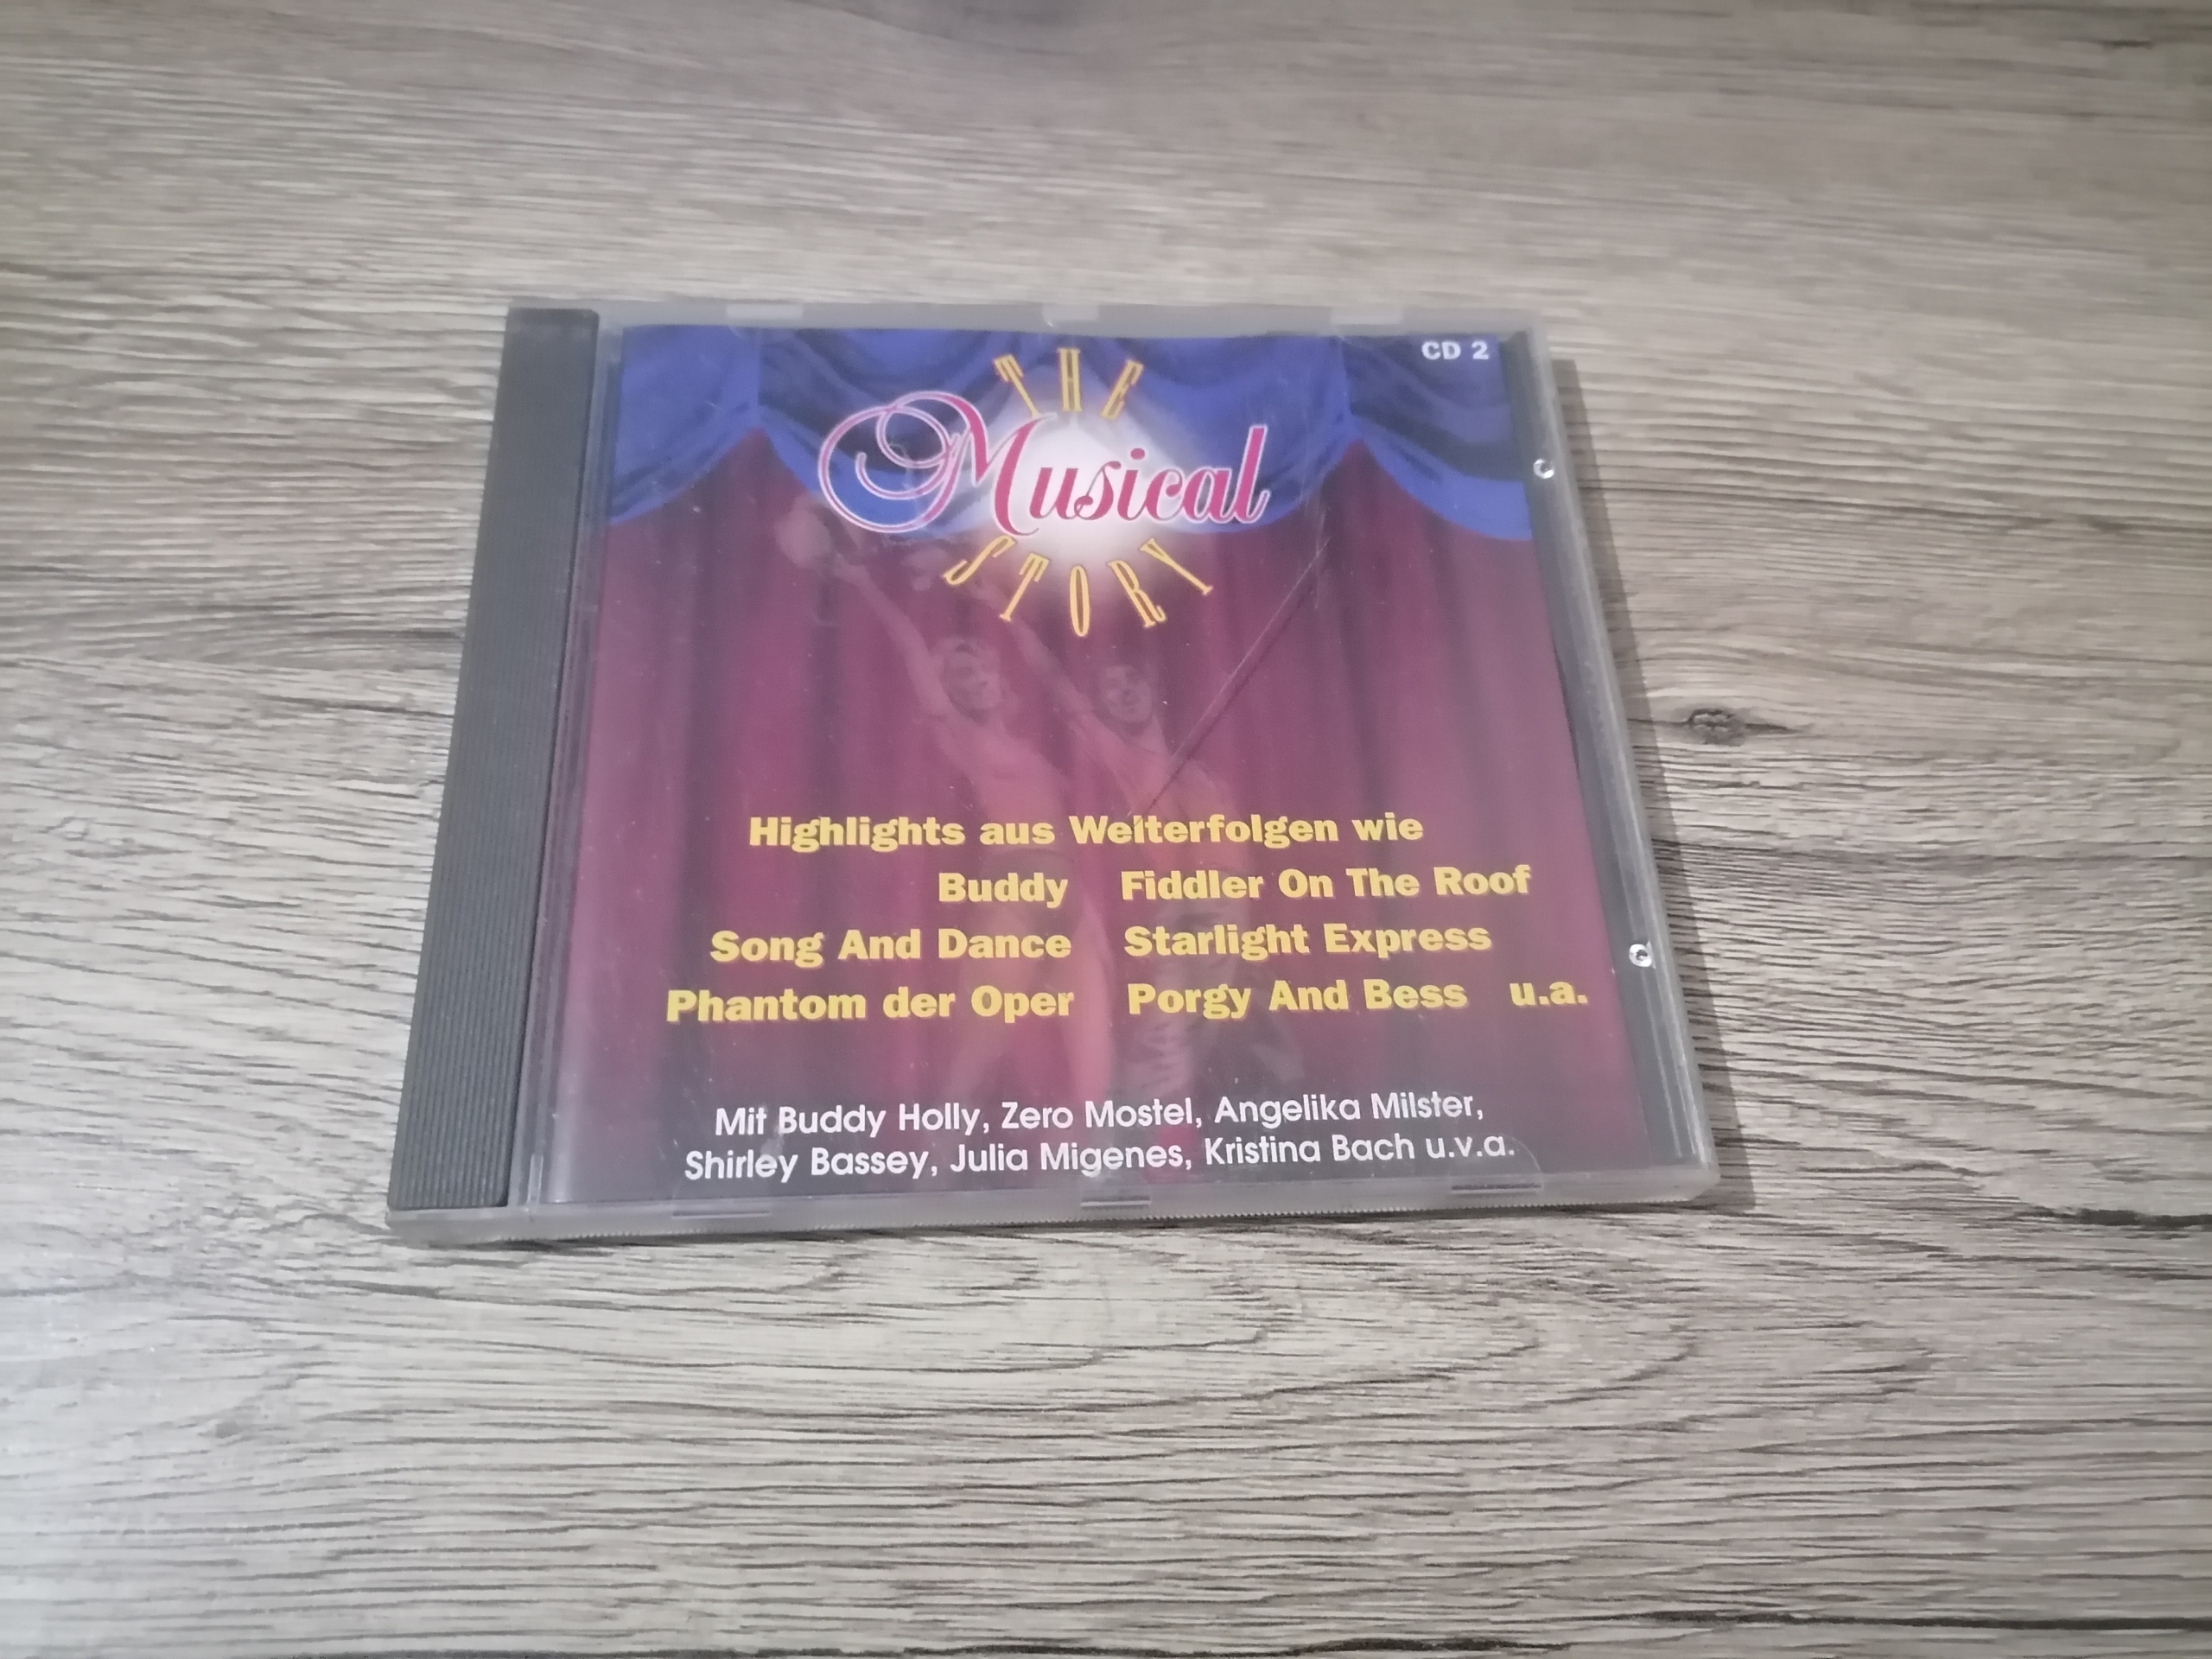 CD 2
THE
Musical
STORY
Highlights aus Welterfolgen wie
Buddy Fiddler On The Roof
Song And Dance Starlight Express
Phantom der Oper Porgy And Bess u.a.
Mit Buddy Holly, Zero Mostel, Angelika Milster,
Shirley Bassey, Julia Migenes, Kristina Bach u.v.a.